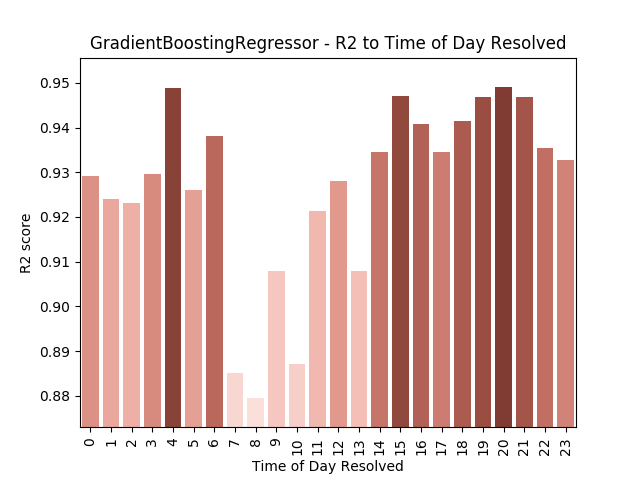 GradientBoostingRegressor - R2 to Time of Day Resolved
0.95
0.94
0.93
0.92
0.91
0.90
0.89
0.88
R2 score
0 1 2 3 4 5 6 7 8 9 10 11 12 13 14 15 16 17 18 19 20 21 22 23
Time of Day Resolved